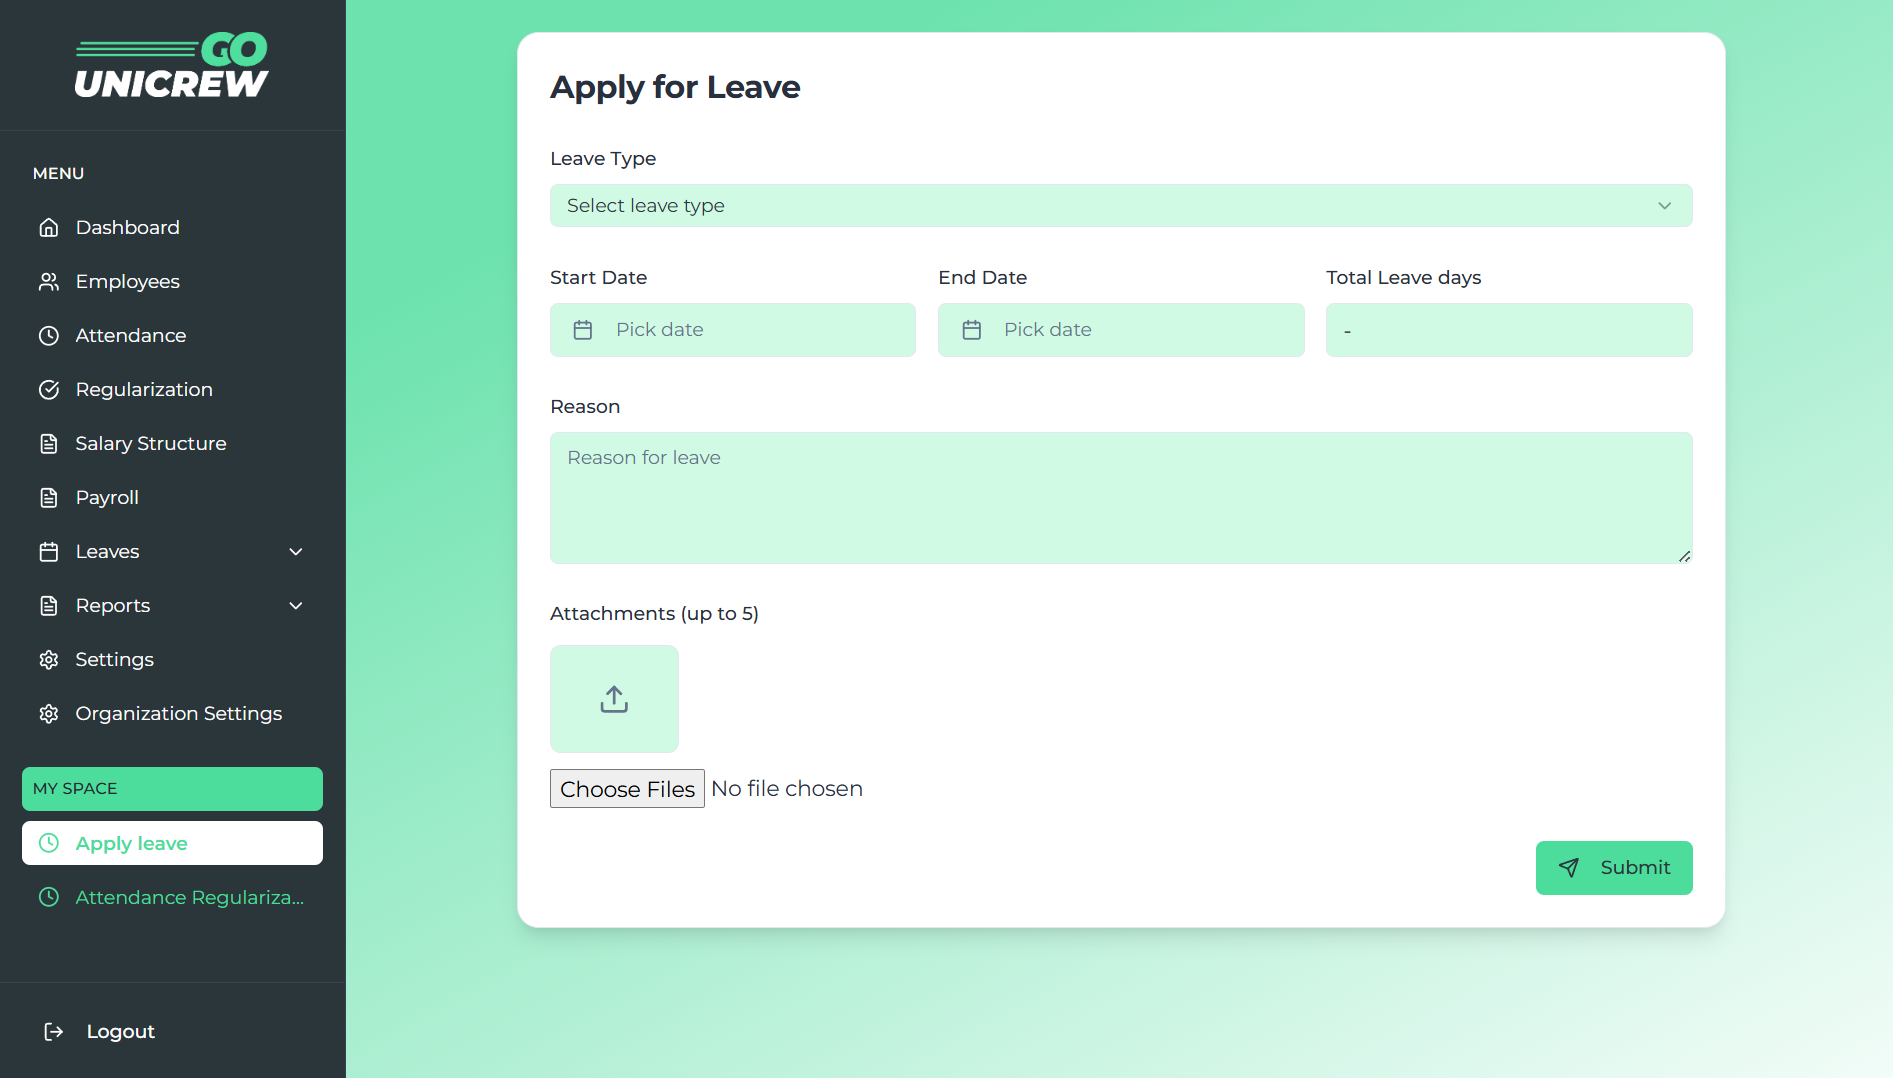 GO
UNICREW
MENU
Dashboard
Employees
Attendance
Regularization
Salary Structure
Payroll
Leaves
Reports
Settings
Organization Settings
MY SPACE
Apply leave
Attendance Regulariza...
Logout
Apply for Leave
Leave Type
Select leave type
Start Date
Pick date
End Date
Pick date
Total Leave days
-
Reason
Reason for leave
Attachments (up to 5)
Choose Files No file chosen
Submit